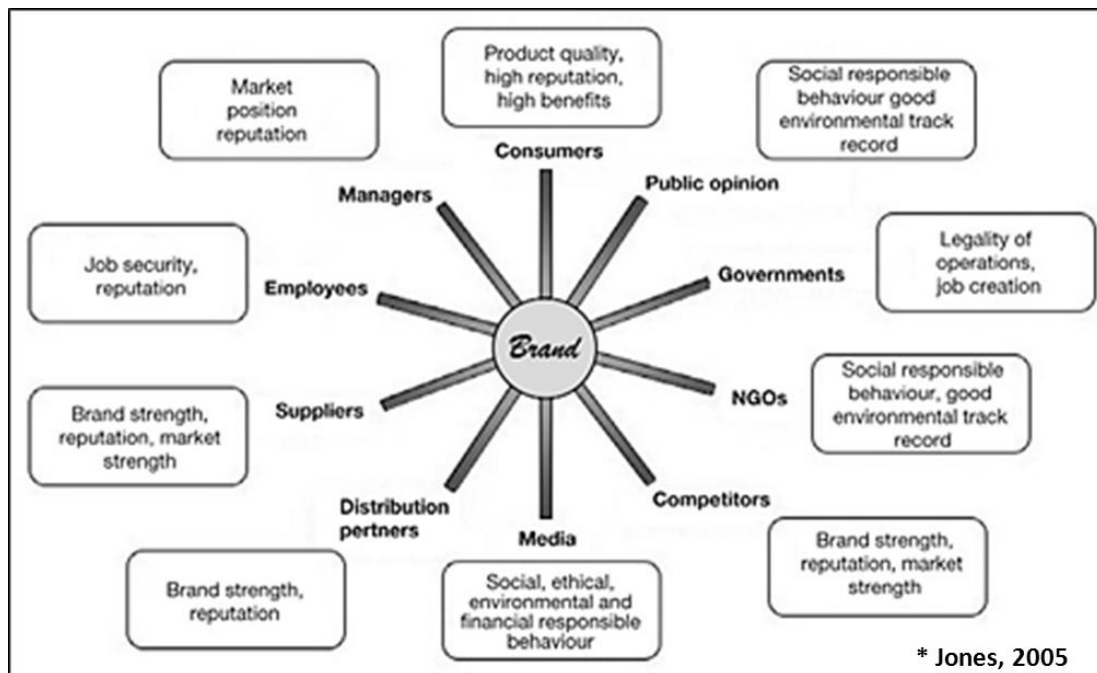 Product quality,
high reputation,
high benefits
Consumers
Social responsible
behaviour good
environmental track
record
Public opinion
Legality of
operations,
job creation
Governments
Social responsible
behaviour, good
environmental track
record
NGOs
Brand strength,
reputation, market
strength
Competitors
Social, ethical,
environmental and
financial responsible
behaviour
Media
Brand strength,
reputation
Distribution
pertners
Brand strength,
reputation, market
strength
Suppliers
Job security,
reputation
Employees
Market
position
reputation
Managers
Brand
* Jones, 2005